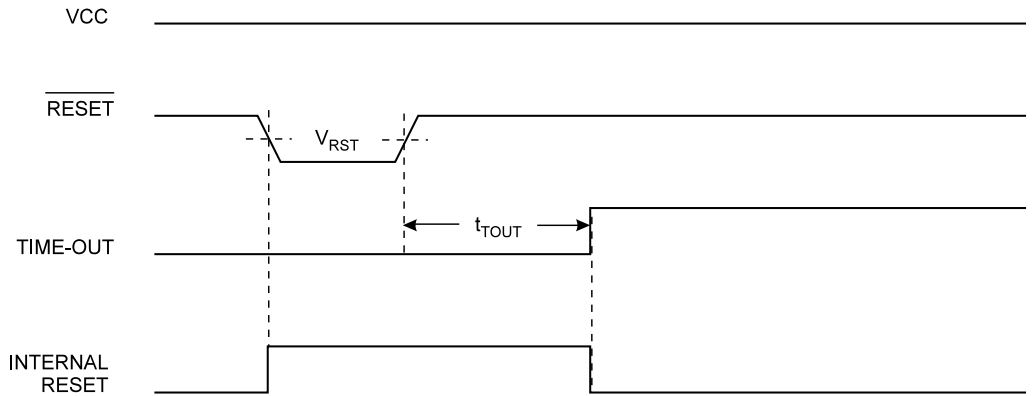 VCC
RESET
VRST
tTOUT
TIME-OUT
INTERNAL
RESET